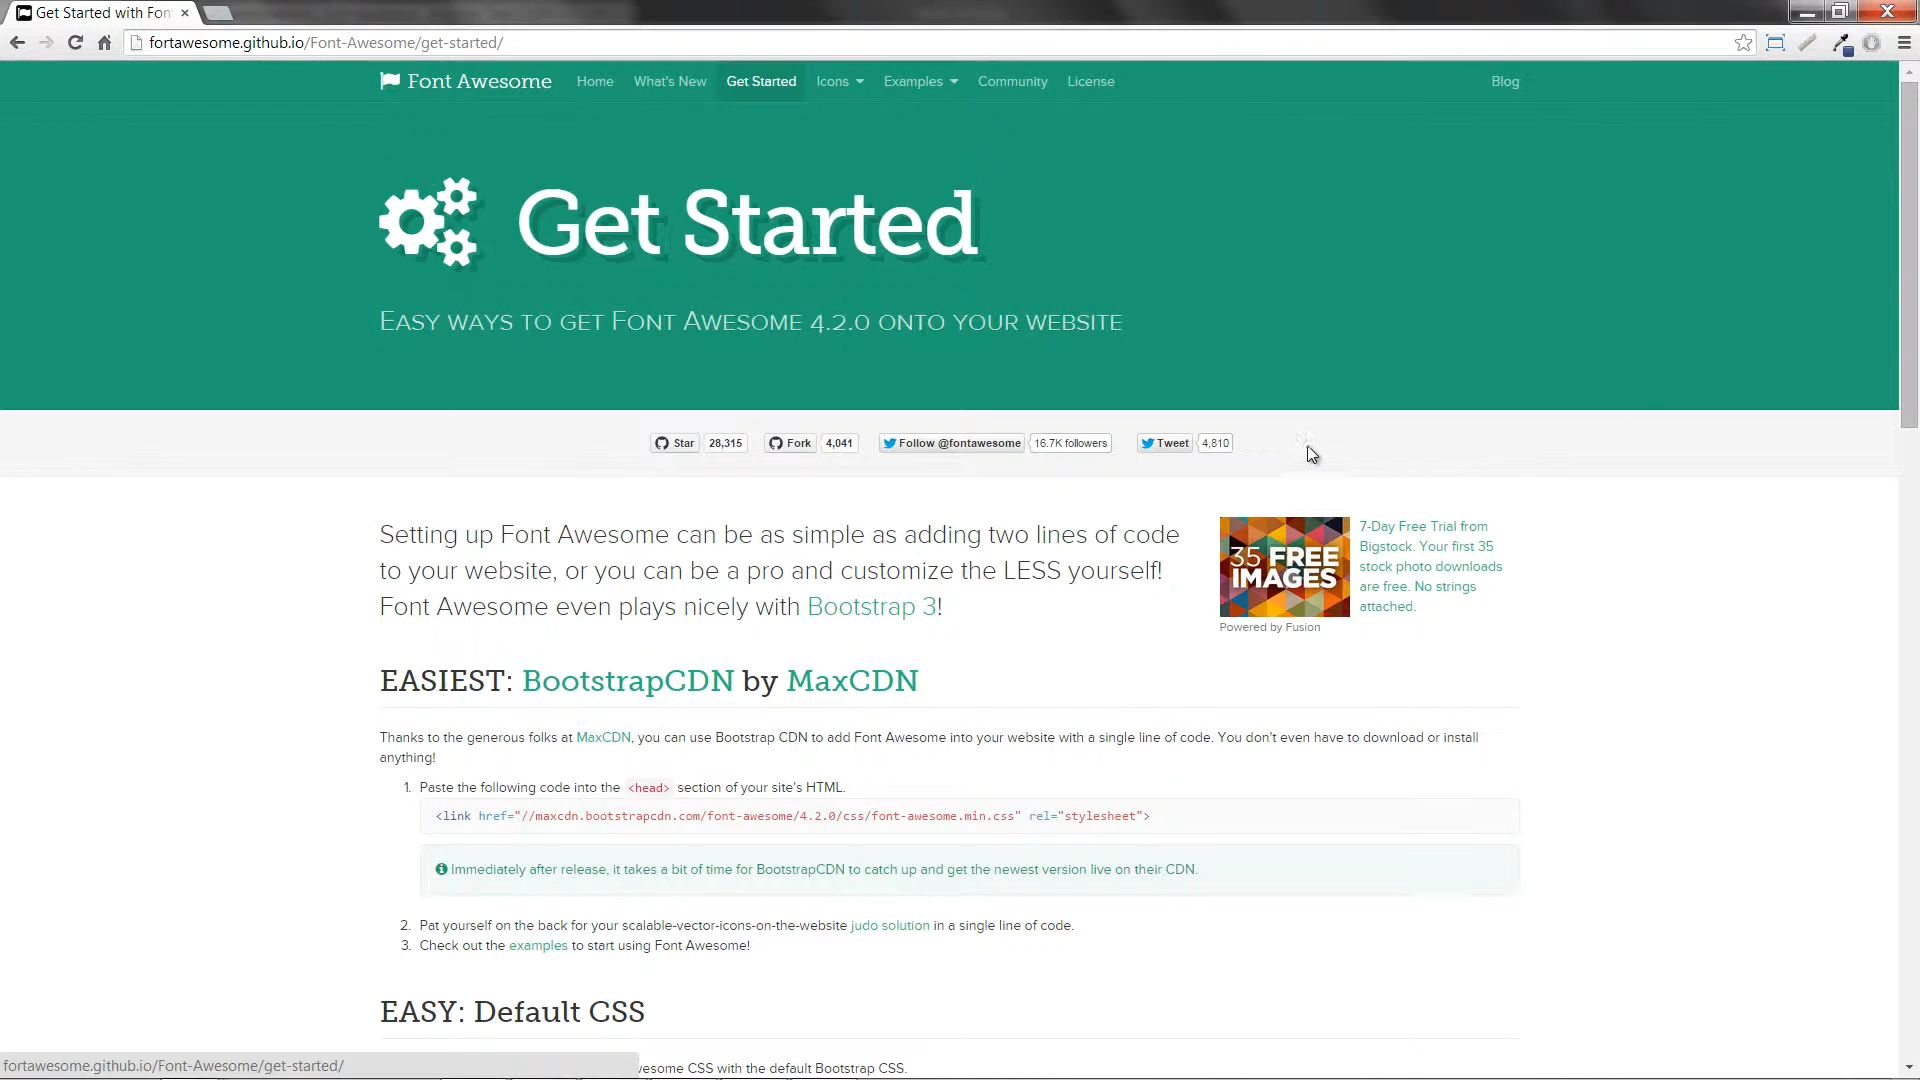 Get Started with Fon
fortawesome.github.io/Font-Awesome/get-started/
Font Awesome Home What's New Get Started Icons Examples Community License Blog
Get Started
Easy ways to get Font Awesome 4.2.0 onto your website
Star 28,315 Fork 4,041 Follow @fontawesome 16.7K followers Tweet 4,810
Setting up Font Awesome can be as simple as adding two lines of code
to your website, or you can be a pro and customize the LESS yourself!
Font Awesome even plays nicely with Bootstrap 3!
35 FREE
IMAGES
7-Day Free Trial from
Bigstock. Your first 35
stock photo downloads
are free. No strings
attached.
Powered by Fusion
EASIEST: BootstrapCDN by MaxCDN
Thanks to the generous folks at MaxCDN, you can use Bootstrap CDN to add Font Awesome into your website with a single line of code. You don't even have to download or install
anything!
1. Paste the following code into the <head> section of your site's HTML.
<link href="//maxcdn.bootstrapcdn.com/font-awesome/4.2.0/css/font-awesome.min.css" rel="stylesheet">
Immediately after release, it takes a bit of time for BootstrapCDN to catch up and get the newest version live on their CDN.
2. Pat yourself on the back for your scalable-vector-icons-on-the-website judo solution in a single line of code.
3. Check out the examples to start using Font Awesome!
EASY: Default CSS
fortawesome.github.io/Font-Awesome/get-started/
esome CSS with the default Bootstrap CSS.